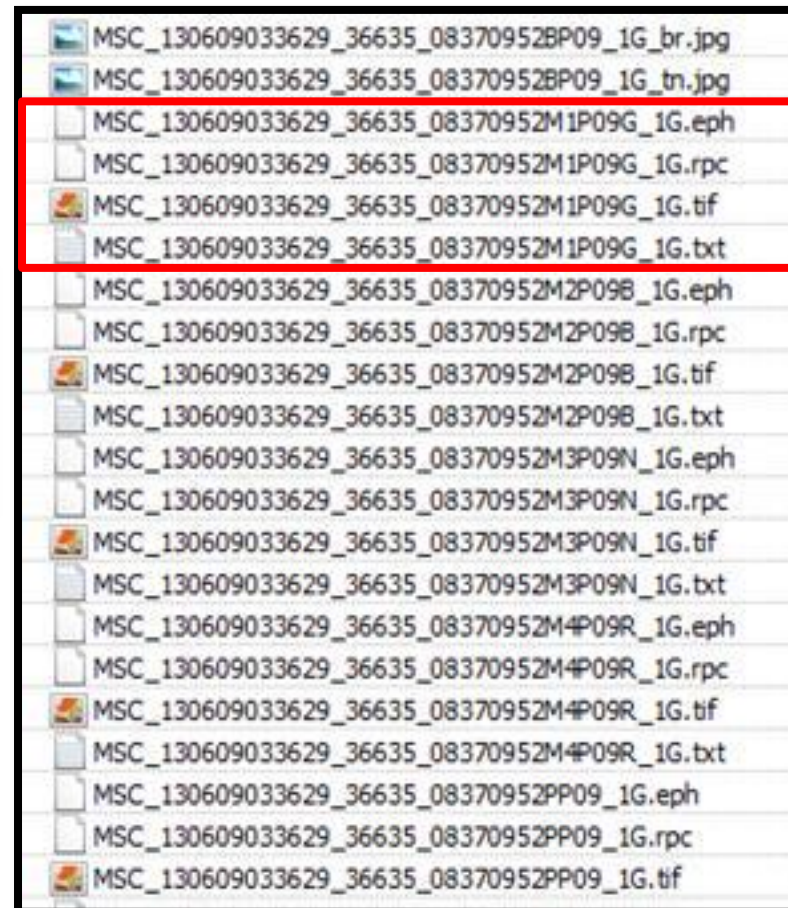 MSC_130609033629_36635_08370952BP09_1G_br.jpg
MSC_130609033629_36635_08370952BP09_1G_tn.jpg
MSC_130609033629_36635_08370952M1P09G_1G.eph
MSC_130609033629_36635_08370952M1P09G_1G.rpc
MSC_130609033629_36635_08370952M1P09G_1G.tif
MSC_130609033629_36635_08370952M1P09G_1G.txt
MSC_130609033629_36635_08370952M2P09B_1G.eph
MSC_130609033629_36635_08370952M2P09B_1G.rpc
MSC_130609033629_36635_08370952M2P09B_1G.tif
MSC_130609033629_36635_08370952M2P09B_1G.txt
MSC_130609033629_36635_08370952M3P09N_1G.eph
MSC_130609033629_36635_08370952M3P09N_1G.rpc
MSC_130609033629_36635_08370952M3P09N_1G.tif
MSC_130609033629_36635_08370952M3P09N_1G.txt
MSC_130609033629_36635_08370952M4P09R_1G.eph
MSC_130609033629_36635_08370952M4P09R_1G.rpc
MSC_130609033629_36635_08370952M4P09R_1G.tif
MSC_130609033629_36635_08370952M4P09R_1G.txt
MSC_130609033629_36635_08370952PP09_1G.eph
MSC_130609033629_36635_08370952PP09_1G.rpc
MSC_130609033629_36635_08370952PP09_1G.tif